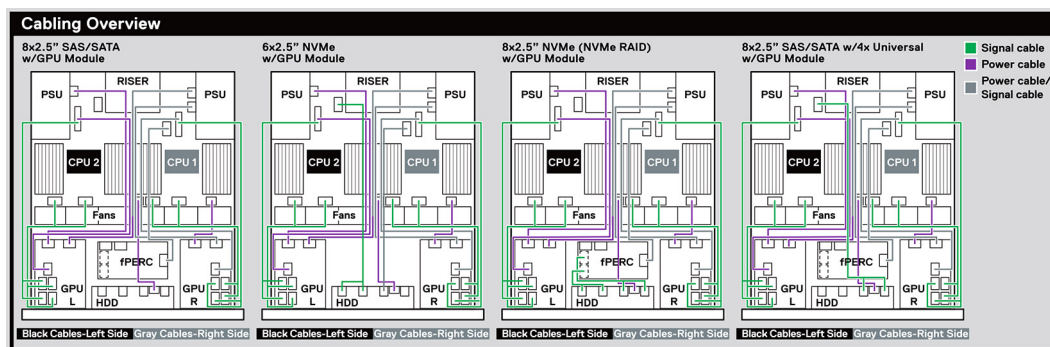 Cabling Overview
8x2.5” SAS/SATA
w/GPU Module
6x2.5” NVMe
w/GPU Module
8x2.5” NVMe (NVMe RAID)
w/GPU Module
8x2.5” SAS/SATA w/4x Universal
w/GPU Module
Signal cable
Power cable
Power cable/
Signal cable
RISER
PSU PSU
CPU 2 CPU 1
Fans
fPERC
GPU GPU
L HDD R
Black Cables-Left Side Gray Cables-Right Side
RISER
PSU PSU
CPU 2 CPU 1
Fans
GPU GPU
L HDD R
Black Cables-Left Side Gray Cables-Right Side
RISER
PSU PSU
CPU 2 CPU 1
Fans
fPERC
GPU GPU
L HDD R
Black Cables-Left Side Gray Cables-Right Side
RISER
PSU PSU
CPU 2 CPU 1
Fans
fPERC
GPU GPU
L HDD R
Black Cables-Left Side Gray Cables-Right Side